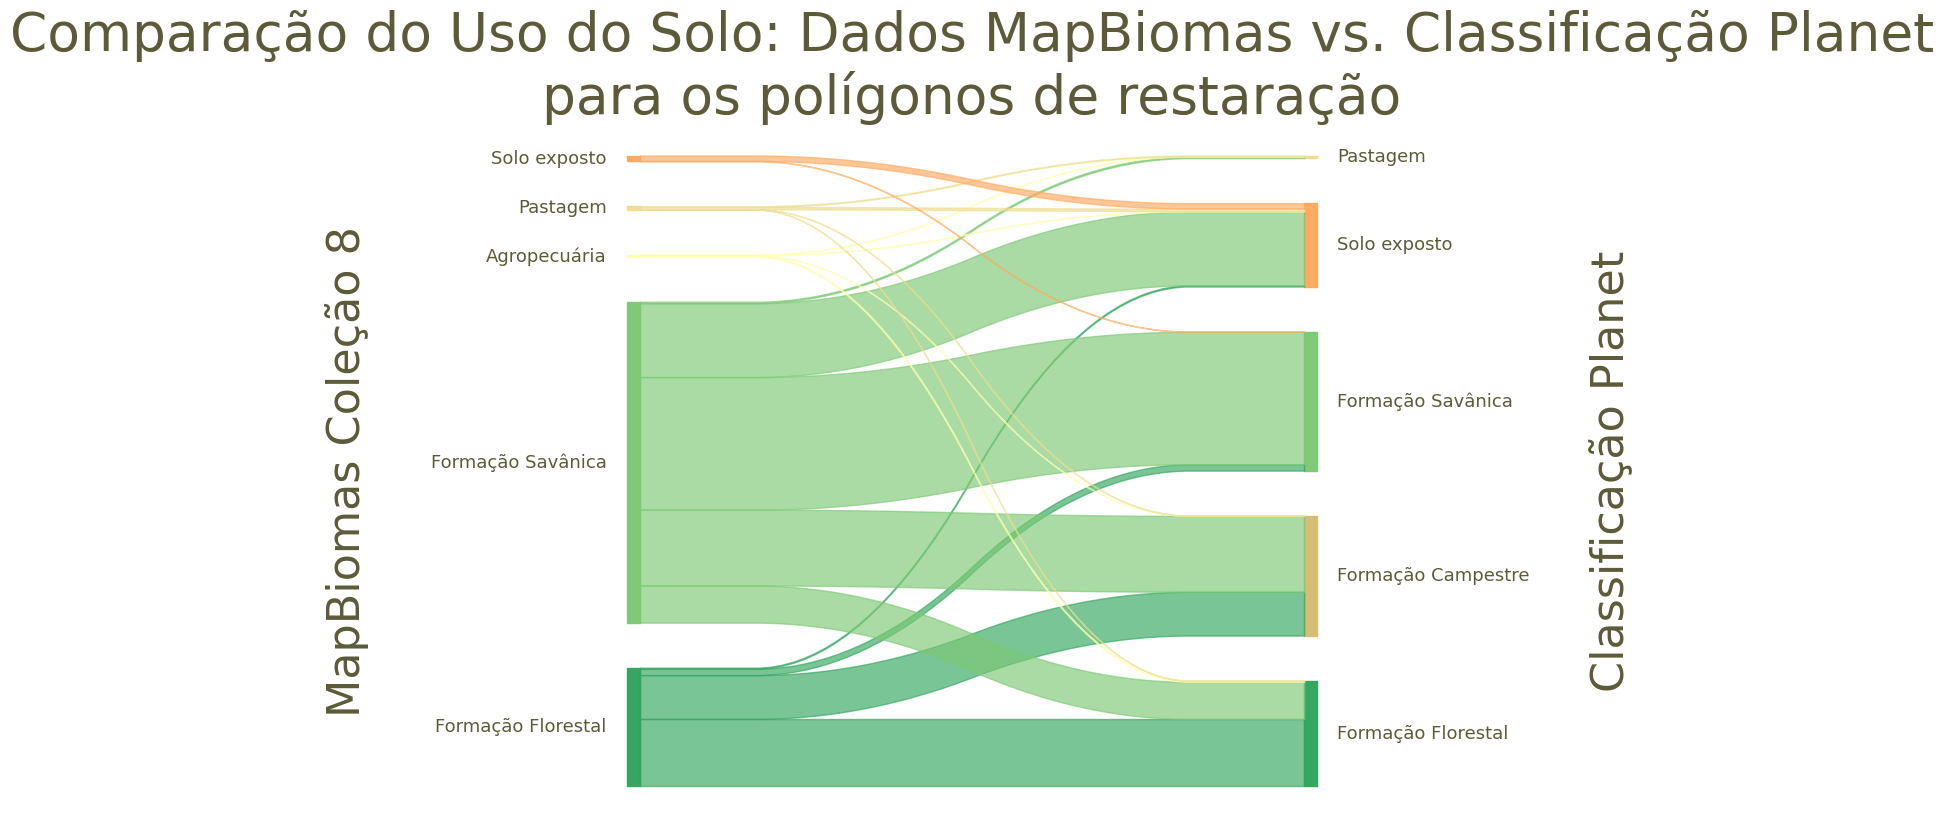 Comparação do Uso do Solo: Dados MapBiomas vs. Classificação Planet
para os polígonos de restaração
MapBiomas Coleção 8
Solo exposto
Pastagem
Agropecuária
Formação Savânica
Formação Florestal
Pastagem
Solo exposto
Formação Savânica
Formação Campestre
Formação Florestal
Classificação Planet